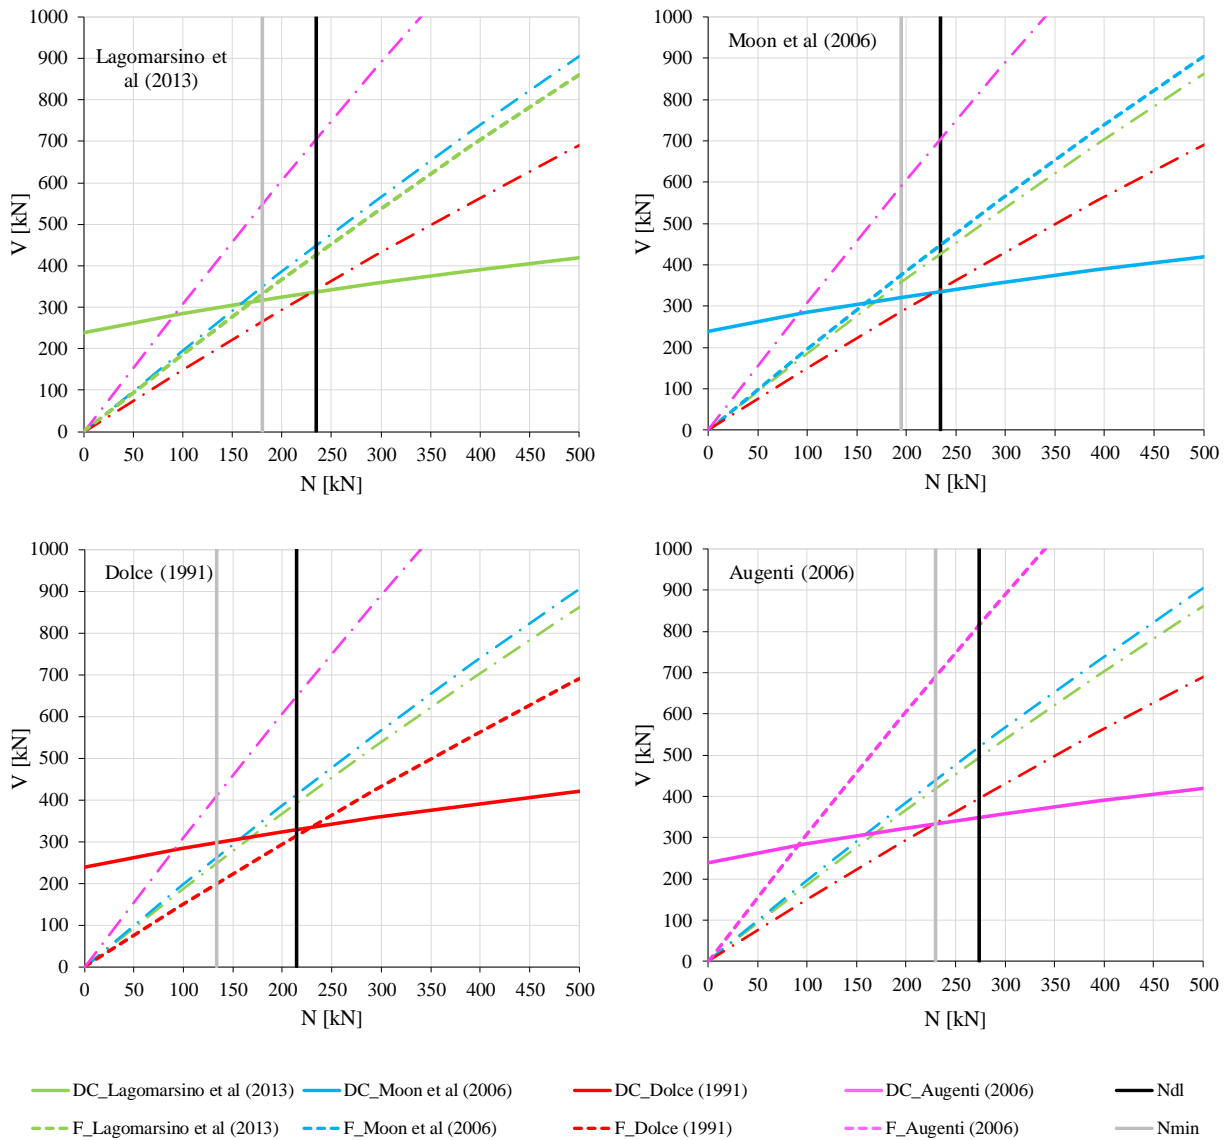 1000
900
800
700
600
500
400
300
200
100
0
V [kN]
Lagomarsino et
al (2013)
0 50 100 150 200 250 300 350 400 450 500
N [kN]
1000
900
800
700
600
500
400
300
200
100
0
V [kN]
Moon et al (2006)
0 50 100 150 200 250 300 350 400 450 500
N [kN]
1000
900
800
700
600
500
400
300
200
100
0
V [kN]
Dolce (1991)
0 50 100 150 200 250 300 350 400 450 500
N [kN]
1000
900
800
700
600
500
400
300
200
100
0
V [kN]
Augenti (2006)
0 50 100 150 200 250 300 350 400 450 500
N [kN]
DC_Lagomarsino et al (2013) DC_Moon et al (2006) DC_Dolce (1991) DC_Augenti (2006) Ndl
F_Lagomarsino et al (2013) F_Moon et al (2006) F_Dolce (1991) F_Augenti (2006) Nmin